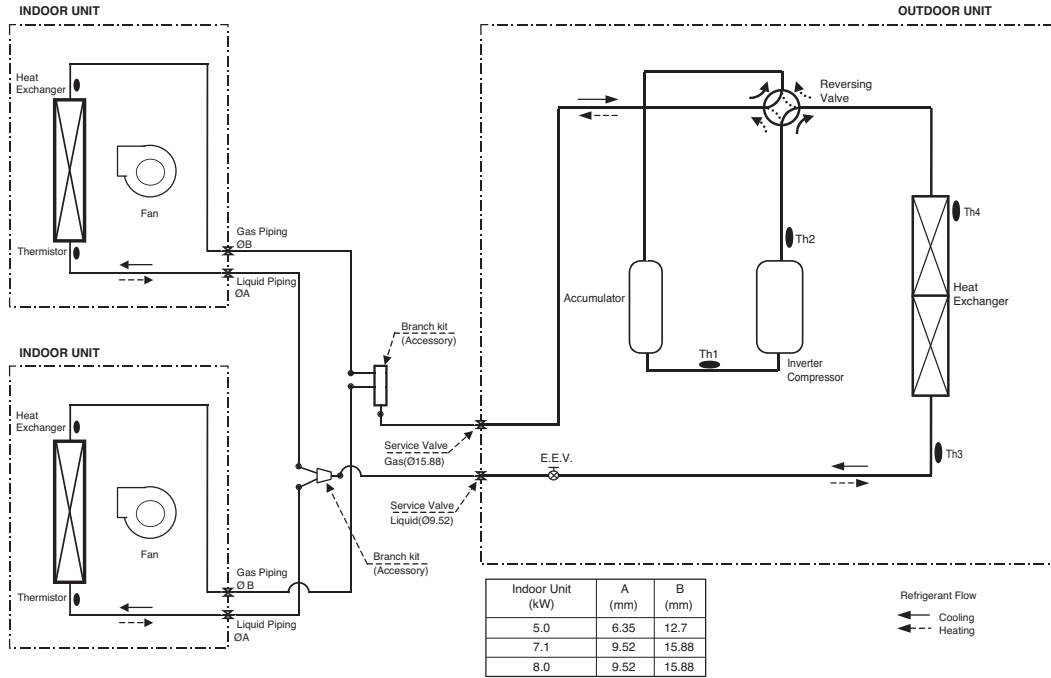 INDOOR UNIT
OUTDOOR UNIT
Heat
Exchanger
Fan
Thermistor
Gas Piping
ØB
Liquid Piping
ØA
Reversing
Valve
Th2
Th4
Accumulator
Heat
Exchanger
Th1
Inverter
Compressor
Branch kit
(Accessory)
INDOOR UNIT
Heat
Exchanger
Fan
Thermistor
Gas Piping
Ø B
Liquid Piping
ØA
Service Valve
Gas(Ø15.88)
E.E.V.
Th3
Service Valve
Liquid(Ø9.52)
Branch kit
(Accessory)
Indoor Unit (kW) A (mm) B (mm)
5.0 6.35 12.7
7.1 9.52 15.88
8.0 9.52 15.88
Refrigerant Flow
Cooling
Heating